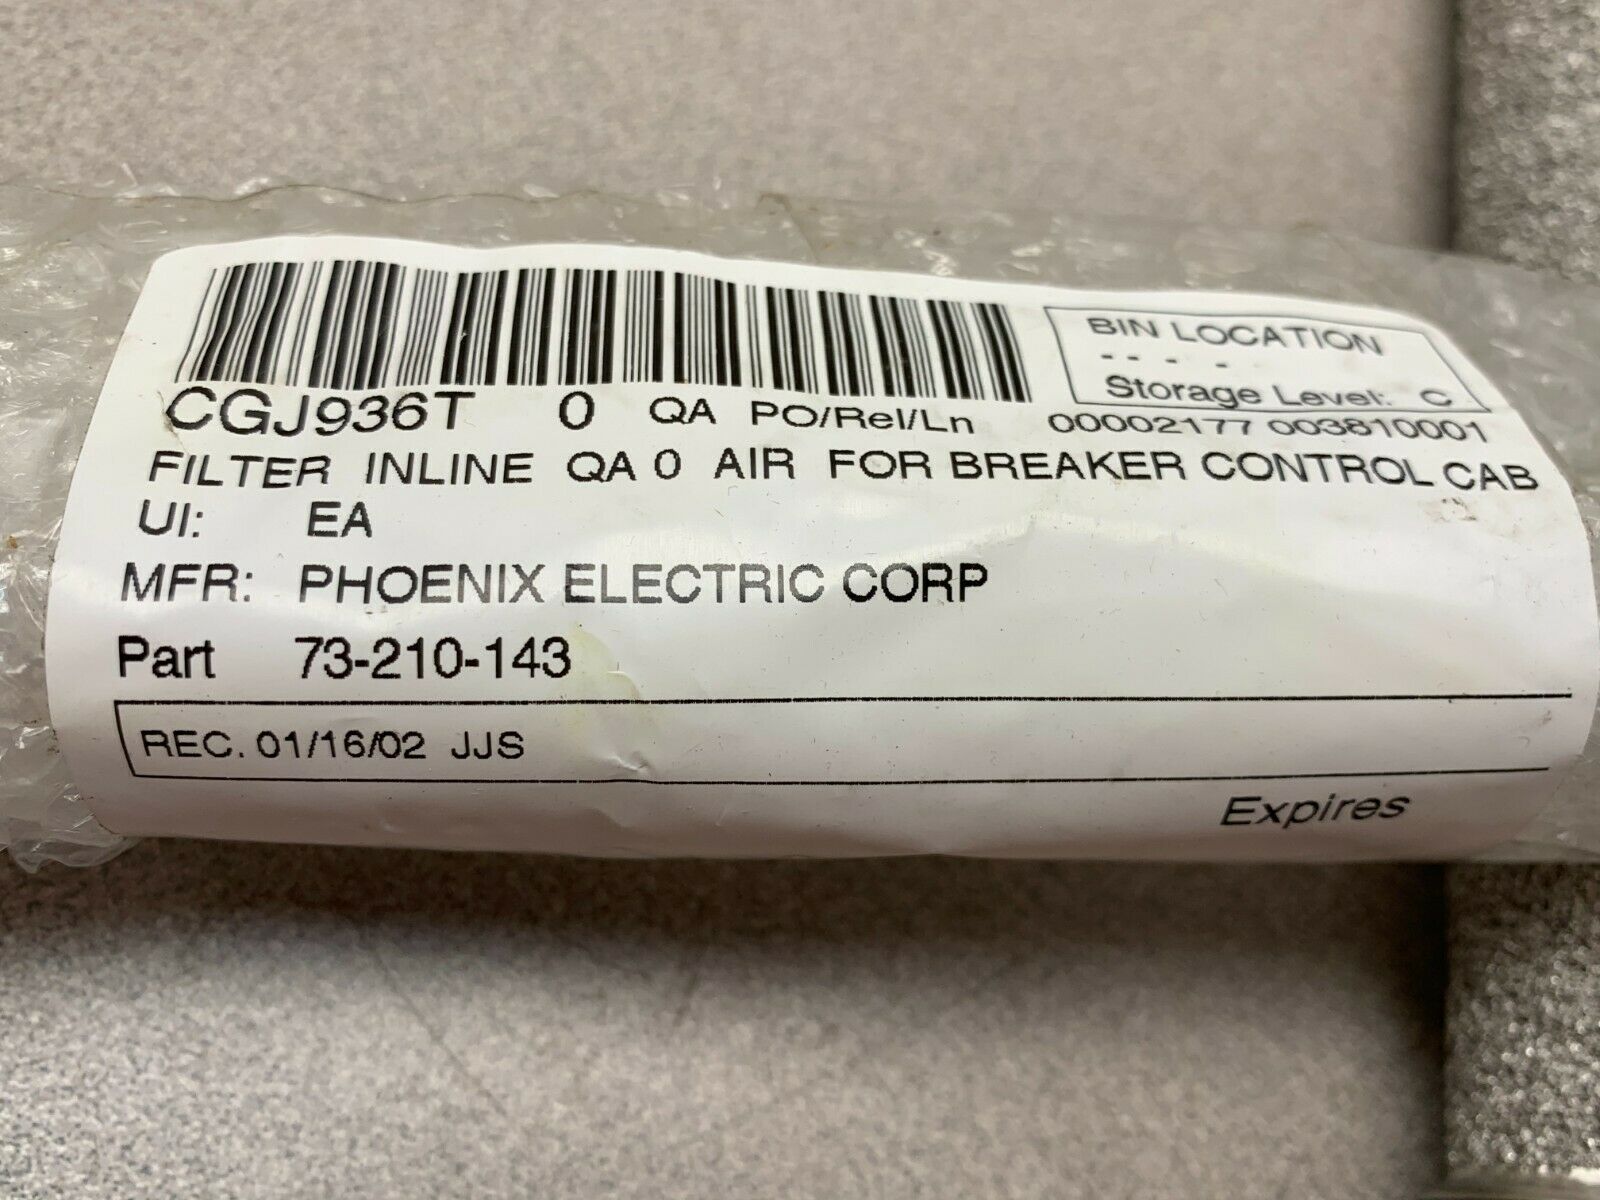 BIN LOCATION
-- - -
Storage Level: C
CGJ936T 0 QA PO/Rel/Ln 00002177 003810001
FILTER INLINE QA 0 AIR FOR BREAKER CONTROL CAB
UI: EA
MFR: PHOENIX ELECTRIC CORP
Part 73-210-143
REC. 01/16/02 JJS
Expires